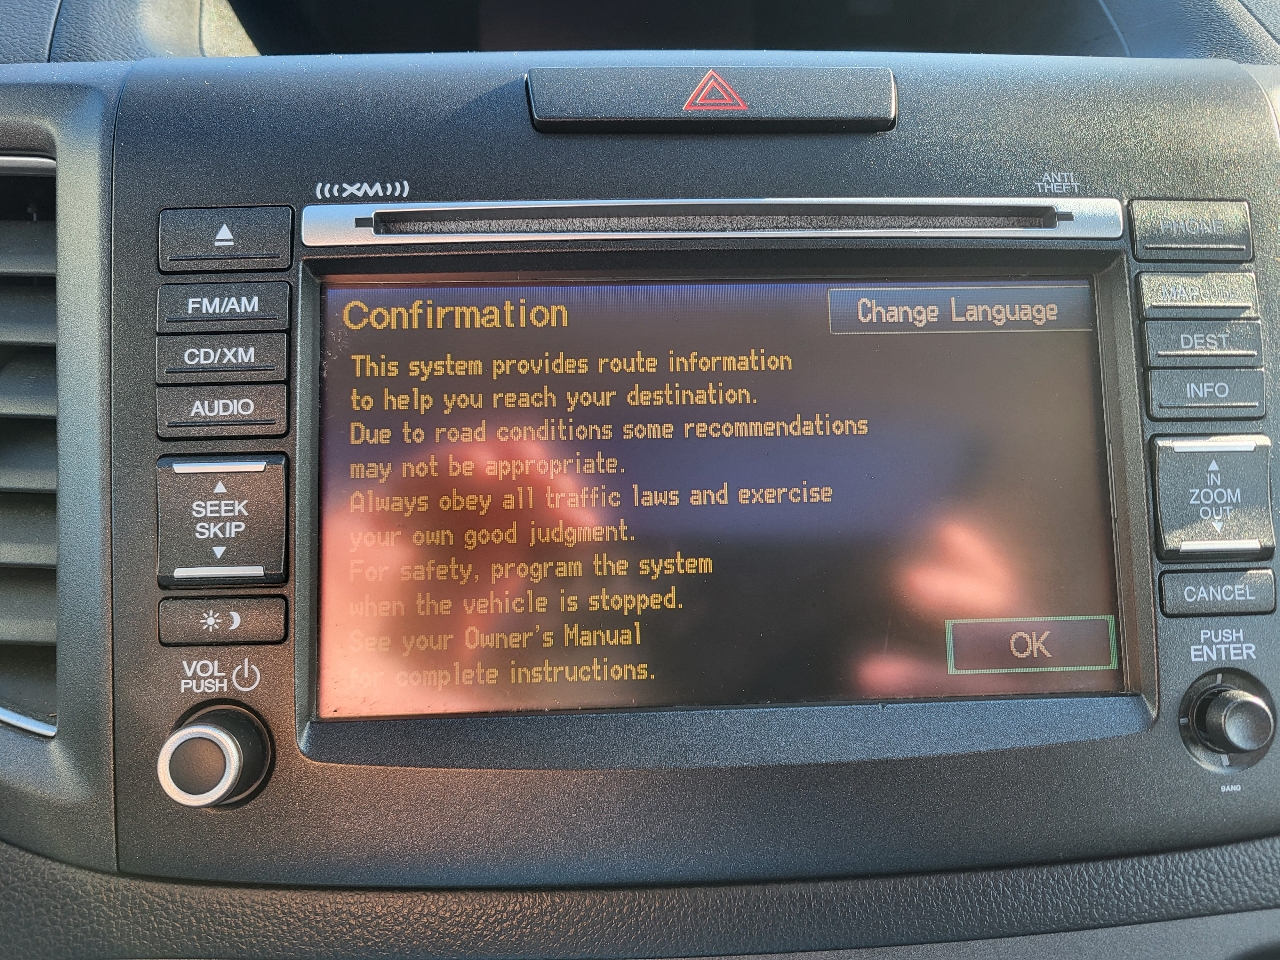 XM
ANTI
THEFT
PHONE
FM/AM
CD/XM
AUDIO
SEEK
SKIP
VOL
PUSH
Confirmation
Change Language
This system provides route information
to help you reach your destination.
Due to road conditions some recommendations
may not be appropriate.
Always obey all traffic laws and exercise
your own good judgment.
For safety, program the system
when the vehicle is stopped.
See your Owner's Manual
for complete instructions.
OK
DEST
INFO
IN
ZOOM
OUT
CANCEL
PUSH
ENTER